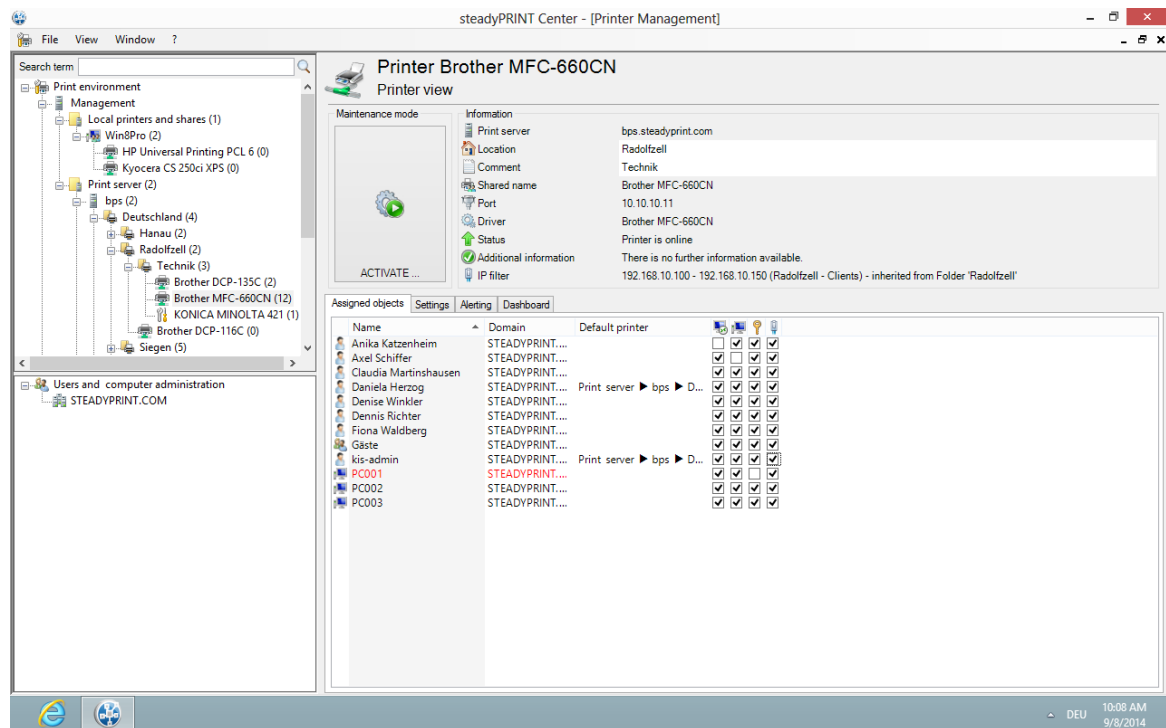 steadyPRINT Center - [Printer Management]
File View Window ?
Search term
Print environment
Management
Local printers and shares (1)
Win8Pro (2)
HP Universal Printing PCL 6 (0)
Kyocera CS 250ci XPS (0)
Print server (2)
bps (2)
Deutschland (4)
Hanau (2)
Radolfzell (2)
Technik (3)
Brother DCP-135C (2)
Brother MFC-660CN (12)
KONICA MINOLTA 421 (1)
Brother DCP-116C (0)
Siegen (5)
Users and computer administration
STEADYPRINT.COM
Printer Brother MFC-660CN
Printer view
Maintenance mode
ACTIVATE ...
Information
Print server bps.steadyprint.com
Location Radolfzell
Comment Technik
Shared name Brother MFC-660CN
Port 10.10.10.11
Driver Brother MFC-660CN
Status Printer is online
Additional information There is no further information available.
IP filter 192.168.10.100 - 192.168.10.150 (Radolfzell - Clients) - inherited from Folder 'Radolfzell'
Assigned objects Settings Alerting Dashboard
Name Domain Default printer
Anika Katzenheim STEADYPRINT....
Axel Schiffer STEADYPRINT....
Claudia Martinshausen STEADYPRINT....
Daniela Herzog STEADYPRINT.... Print server ▶ bps ▶ D...
Denise Winkler STEADYPRINT....
Dennis Richter STEADYPRINT....
Fiona Waldberg STEADYPRINT....
Gäste STEADYPRINT....
kis-admin STEADYPRINT.... Print server ▶ bps ▶ D...
PC001 STEADYPRINT....
PC002 STEADYPRINT....
PC003 STEADYPRINT....
DEU
10:08 AM
9/8/2014